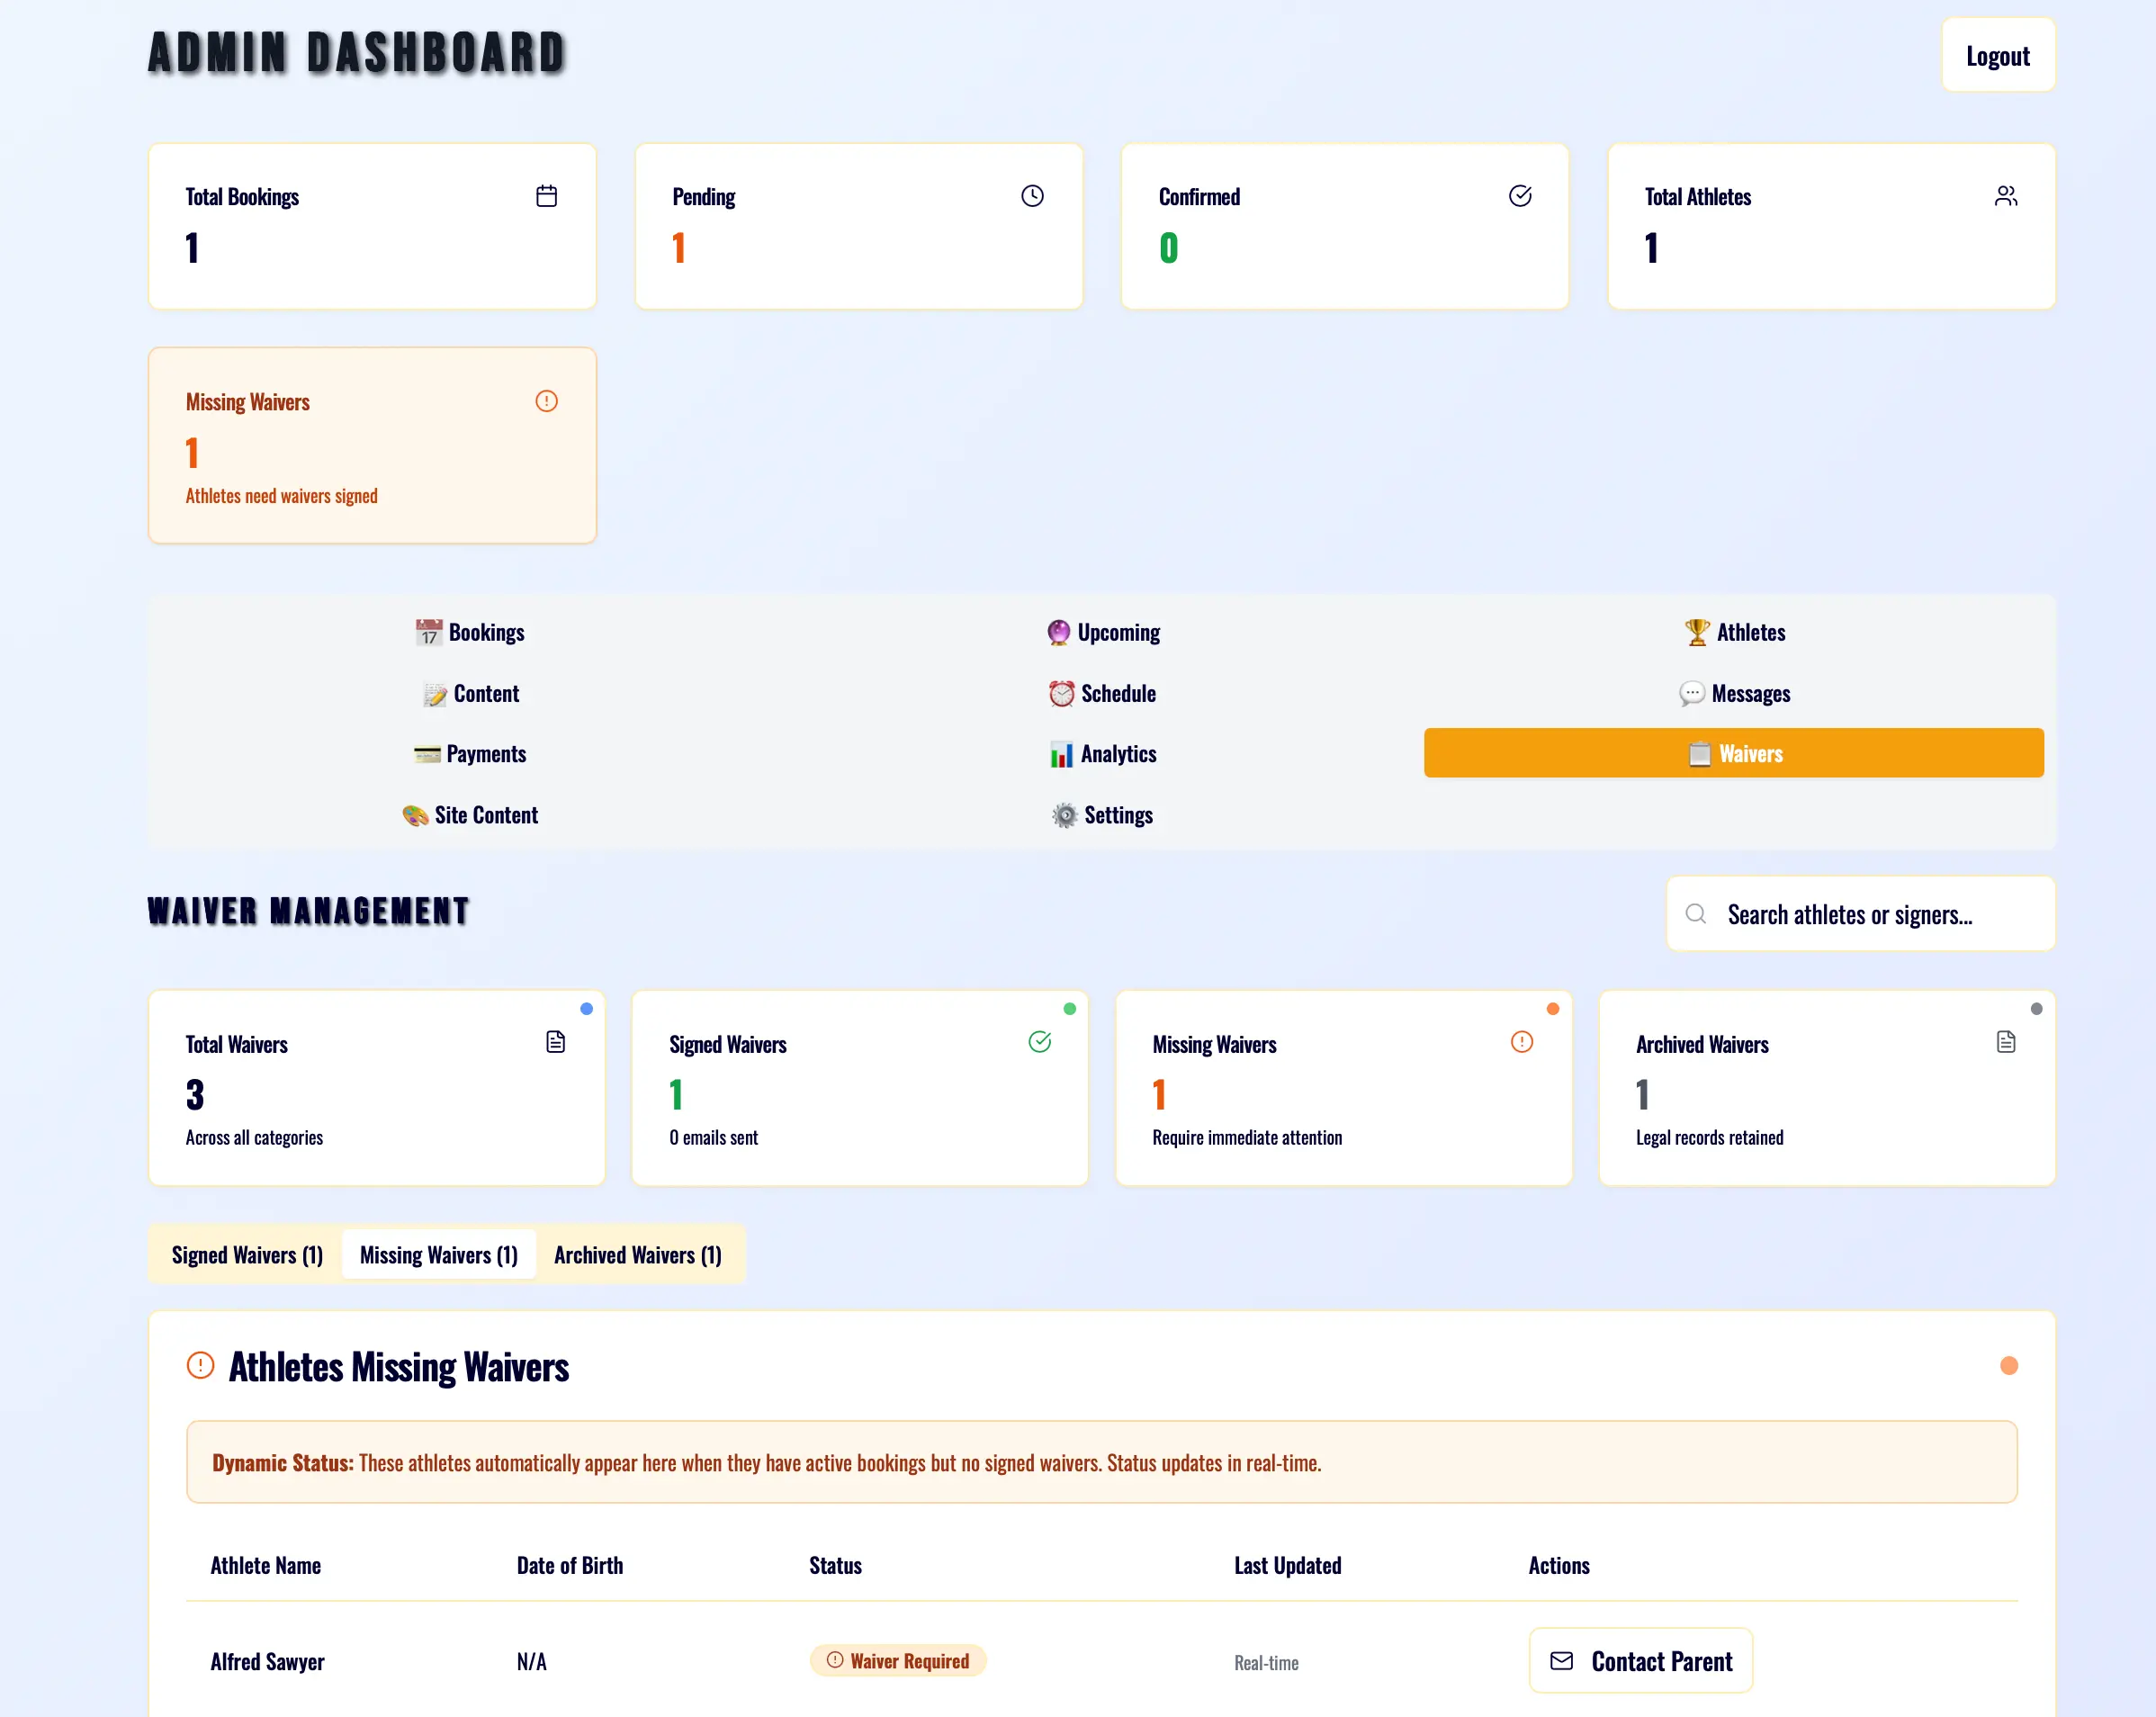 ADMIN DASHBOARD
Logout
Total Bookings
1
Pending
1
Confirmed
0
Total Athletes
1
Missing Waivers
1
Athletes need waivers signed
17 Bookings
Upcoming
Athletes
Content
Schedule
Messages
Payments
Analytics
Waivers
Site Content
Settings
WAIVER MANAGEMENT
Search athletes or signers...
Total Waivers
3
Across all categories
Signed Waivers
1
0 emails sent
Missing Waivers
1
Require immediate attention
Archived Waivers
1
Legal records retained
Signed Waivers (1)
Missing Waivers (1)
Archived Waivers (1)
Athletes Missing Waivers
Dynamic Status: These athletes automatically appear here when they have active bookings but no signed waivers. Status updates in real-time.
Athlete Name
Date of Birth
Status
Last Updated
Actions
Alfred Sawyer
N/A
Waiver Required
Real-time
Contact Parent